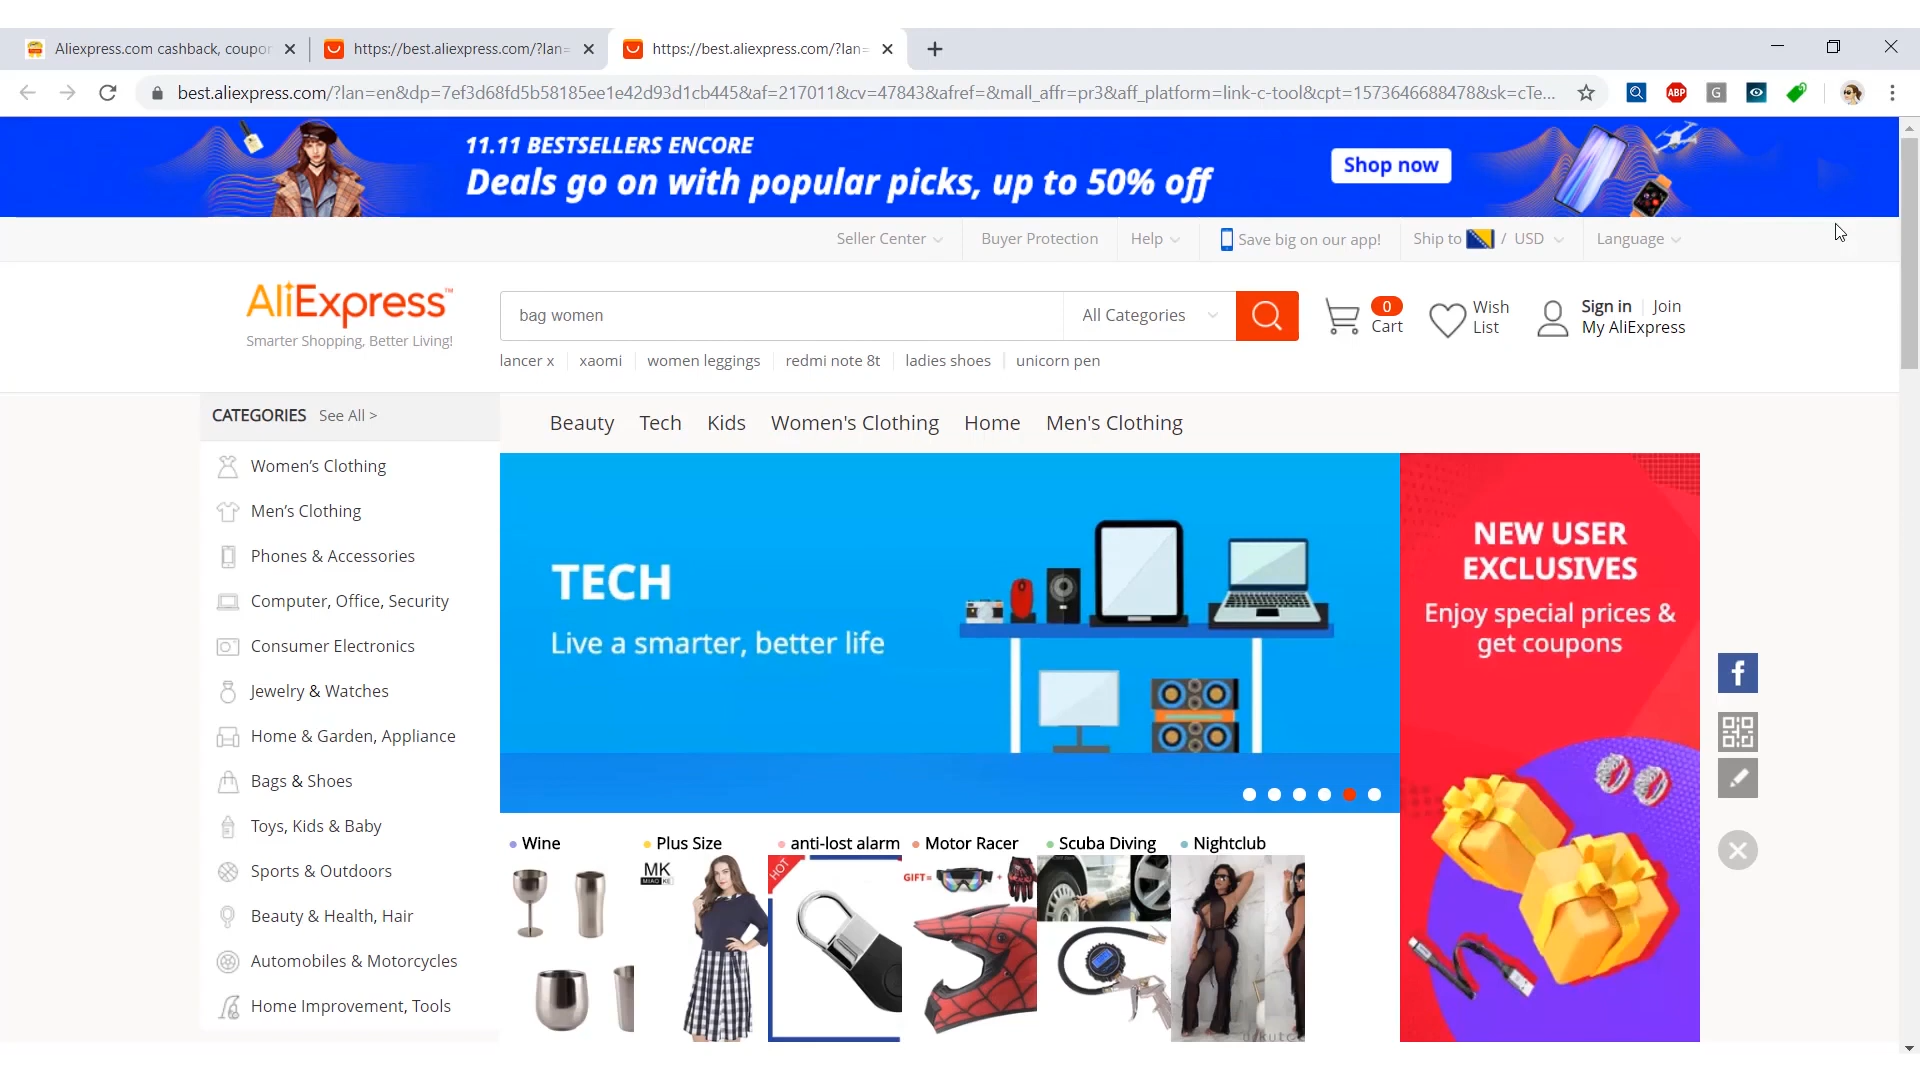 Aliexpress.com cashback, coupor
https://best.aliexpress.com/?lan=
https://best.aliexpress.com/?lan=
best.aliexpress.com/?lan=en&dp=7ef3d68fd5b58185ee1e42d93d1cb445&af=217011&cv=47843&afref=&mall_affr=pr3&aff_platform=link-c-tool&cpt=1573646688478&sk=cTe...
ABP
G
11.11 BESTSELLERS ENCORE
Deals go on with popular picks, up to 50% off
Shop now
Seller Center
Buyer Protection
Help
Save big on our app!
Ship to / USD
Language
AliExpress™
Smarter Shopping, Better Living!
bag women
All Categories
0
Cart
Wish
List
Sign in | Join
My AliExpress
lancer x
xaomi
women leggings
redmi note 8t
ladies shoes
unicorn pen
CATEGORIES See All >
Beauty
Tech
Kids
Women's Clothing
Home
Men's Clothing
Women's Clothing
Men's Clothing
Phones & Accessories
Computer, Office, Security
Consumer Electronics
Jewelry & Watches
Home & Garden, Appliance
Bags & Shoes
Toys, Kids & Baby
Sports & Outdoors
Beauty & Health, Hair
Automobiles & Motorcycles
Home Improvement, Tools
TECH
Live a smarter, better life
NEW USER
EXCLUSIVES
Enjoy special prices &
get coupons
f
Wine
Plus Size
anti-lost alarm
Motor Racer
Scuba Diving
Nightclub
MK
HOT
GIFT= +